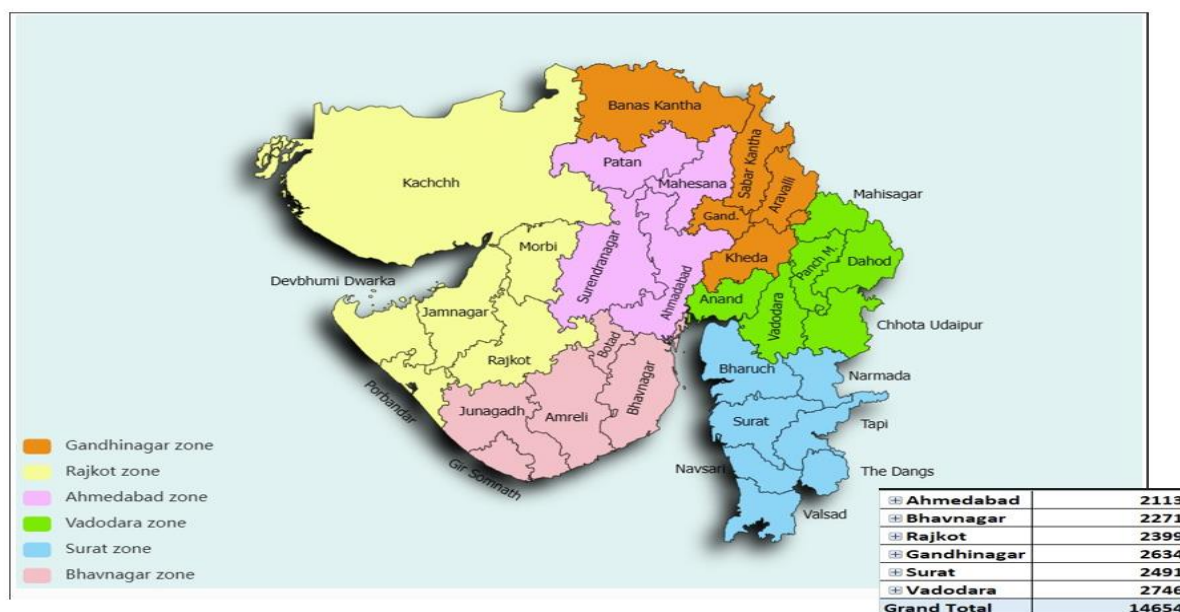 Banas Kantha
Patan
Mahesana
Sabar Kantha
Aravalli
Kachchh
Gand.
Mahisagar
Morbi
Surendranagar
Kheda
Panch M.
Dahod
Devbhumi Dwarka
Ahmadabad
Anand
Vadodara
Jamnagar
Chhota Udaipur
Rajkot
Botad
Bharuch
Narmada
Porbandar
Junagadh
Amreli
Bhavnagar
Surat
Tapi
Gir Somnath
Navsari
The Dangs
Valsad
Gandhinagar zone
Rajkot zone
Ahmedabad zone
Vadodara zone
Surat zone
Bhavnagar zone
Ahmedabad 2113
Bhavnagar 2271
Rajkot 2399
Gandhinagar 2634
Surat 2491
Vadodara 2746
Grand Total 14654